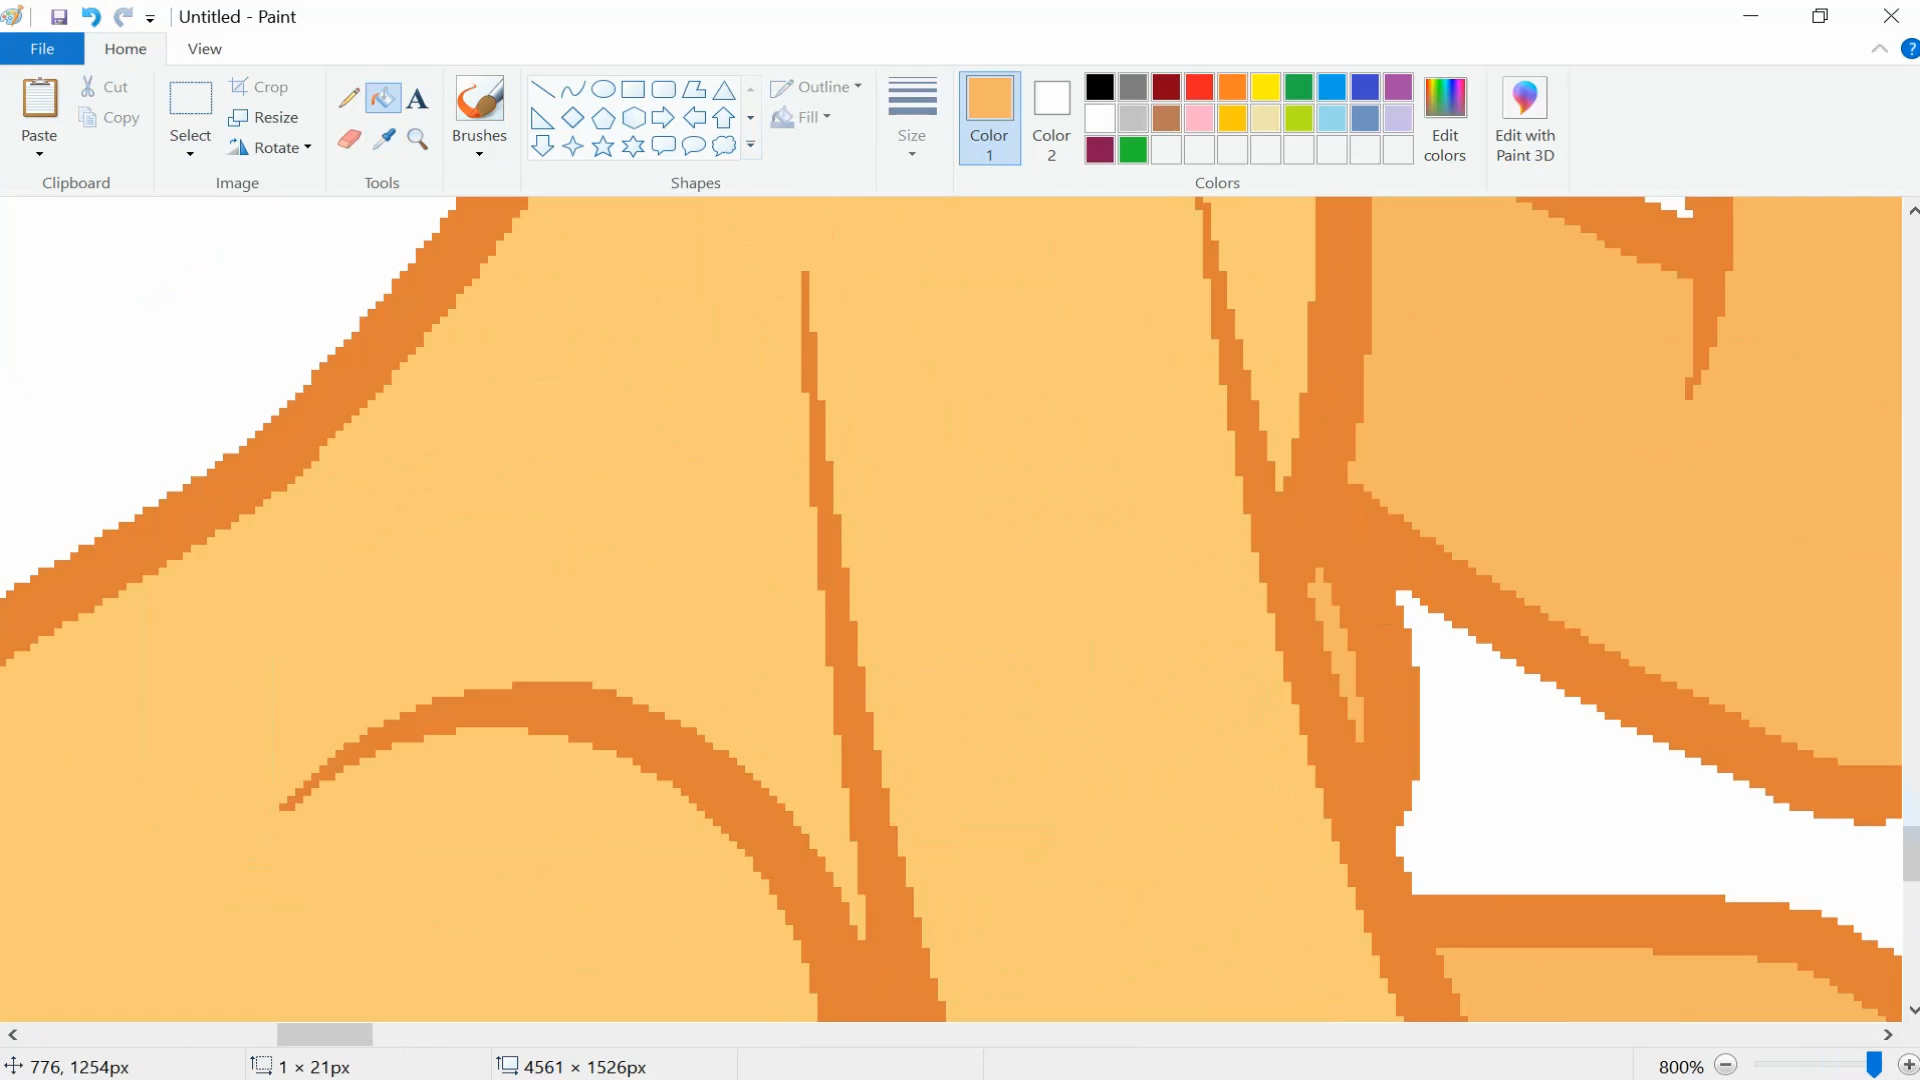 Untitled - Paint
File Home View
Paste
Cut
Copy
Clipboard
Select
Crop
Resize
Rotate
Image
A
Tools
Brushes
Shapes
Outline
Fill
Size
Color 1
Color 2
Edit colors
Colors
Edit with Paint 3D
?
776, 1254px
1 × 21px
4561 × 1526px
800%